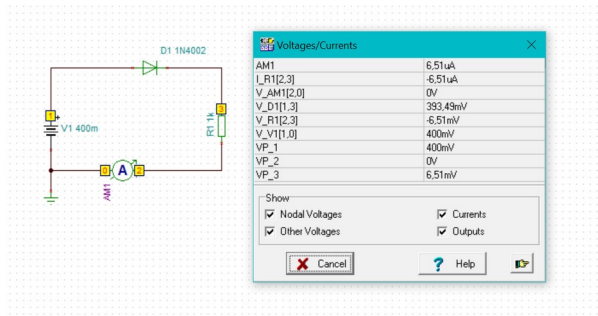 D1 1N4002
1
+
V1 400m
3
R1 1k
0
A
2
AM1
Voltages/Currents
AM1 6,51uA
I_R1[2,3] -6,51uA
V_AM1[2,0] 0V
V_D1[1,3] 393,49mV
V_R1[2,3] -6,51mV
V_V1[1,0] 400mV
VP_1 400mV
VP_2 0V
VP_3 6,51mV
Show
Nodal Voltages Currents
Other Voltages Outputs
Cancel ? Help